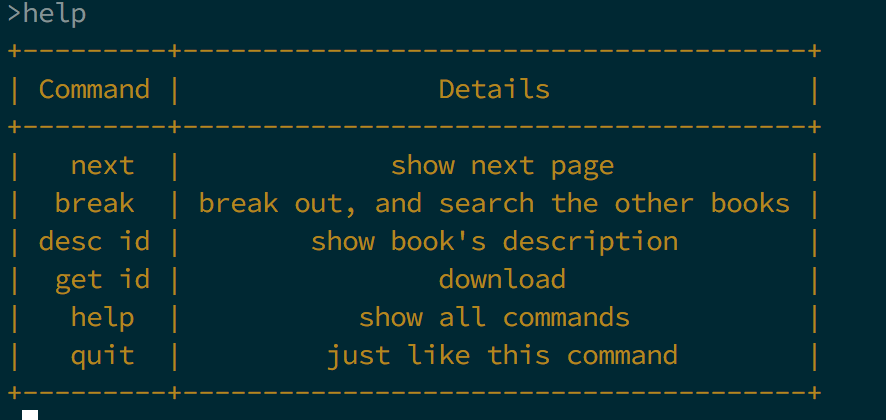 >help
+---------+---------------------------------------+
| Command |                Details                |
+---------+---------------------------------------+
|   next  |             show next page            |
|  break  | break out, and search the other books |
| desc id |        show book's description        |
|  get id |                download               |
|   help  |           show all commands           |
|   quit  |         just like this command        |
+---------+---------------------------------------+